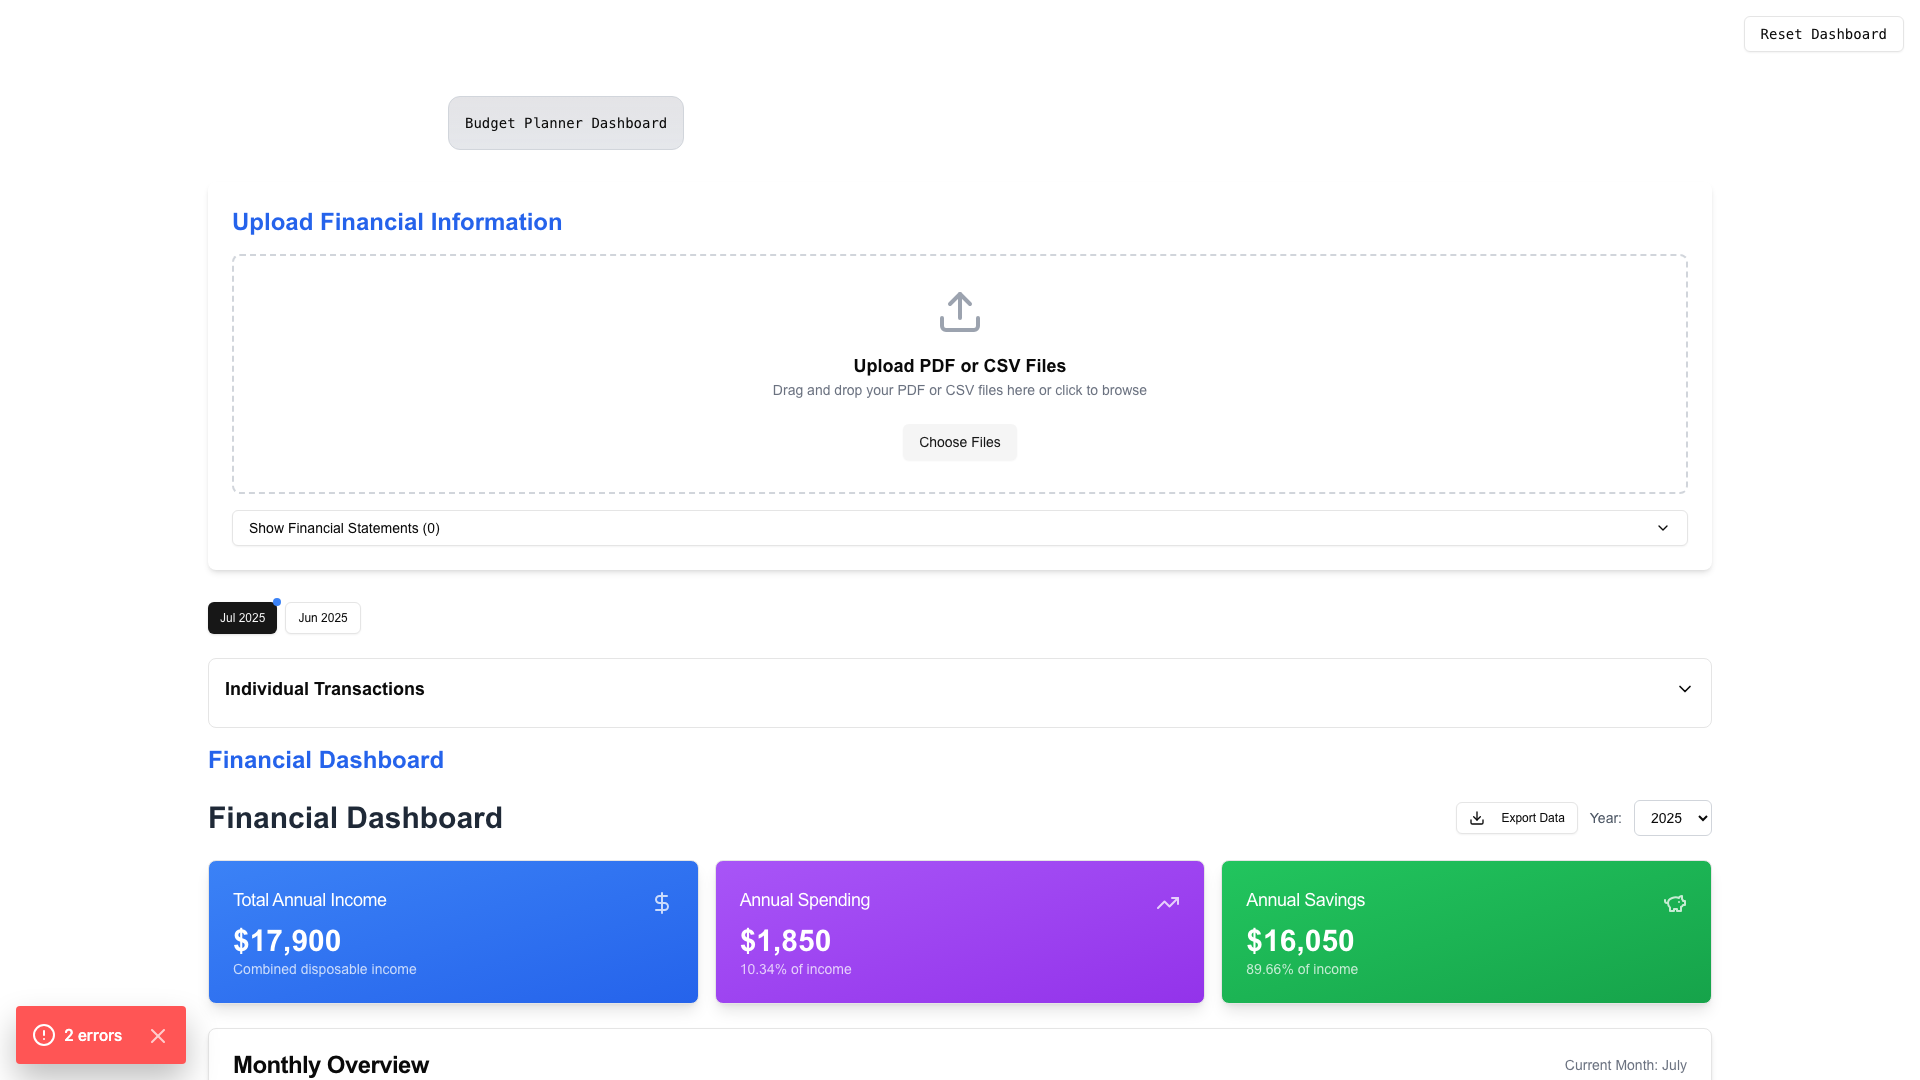 Reset Dashboard
Budget Planner Dashboard
Upload Financial Information
Upload PDF or CSV Files
Drag and drop your PDF or CSV files here or click to browse
Choose Files
Show Financial Statements (0)
Jul 2025
Jun 2025
Individual Transactions
Financial Dashboard
Financial Dashboard
Export Data
Year:
2025
Total Annual Income
$17,900
Combined disposable income
Annual Spending
$1,850
10.34% of income
Annual Savings
$16,050
89.66% of income
2 errors
Monthly Overview
Current Month: July